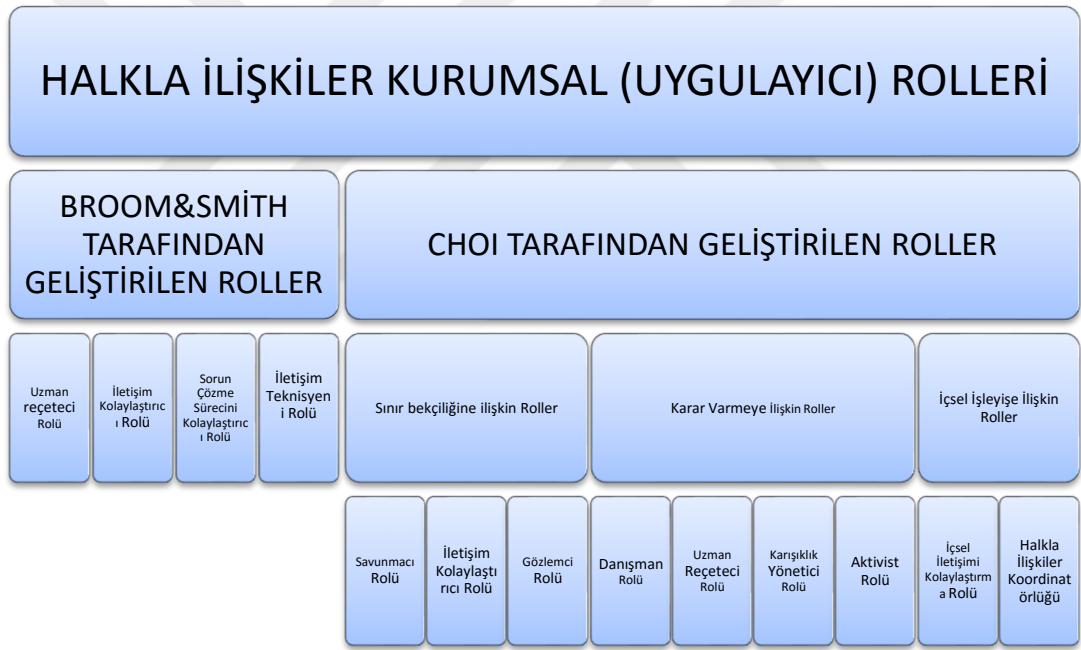 HALKLA İLİŞKİLER KURUMSAL (UYGULAYICI) ROLLERİ
BROOM&SMİTH
TARAFINDAN
GELİŞTİRİLEN ROLLER
CHOI TARAFINDAN GELİŞTİRİLEN ROLLER
Uzman
reçeteci
Rolü
İletişim
Kolaylaştırıc
ı Rolü
Sorun
Çözme
Sürecini
Kolaylaştırıc
ı Rolü
İletişim
Teknisyen
i Rolü
Sınır bekçiliğine ilişkin Roller
Karar Varmeye İlişkin Roller
İçsel İşleyişe İlişkin
Roller
Savunmacı
Rolü
İletişim
Kolaylaştı
rıcı Rolü
Gözlemci
Rolü
Danışman
Rolü
Uzman
Reçeteci
Rolü
Karışıklık
Yönetici
Rolü
Aktivist
Rolü
İçsel
İletişimi
Kolaylaştırm
a Rolü
Halkla
İlişkiler
Koordinat
örlüğü